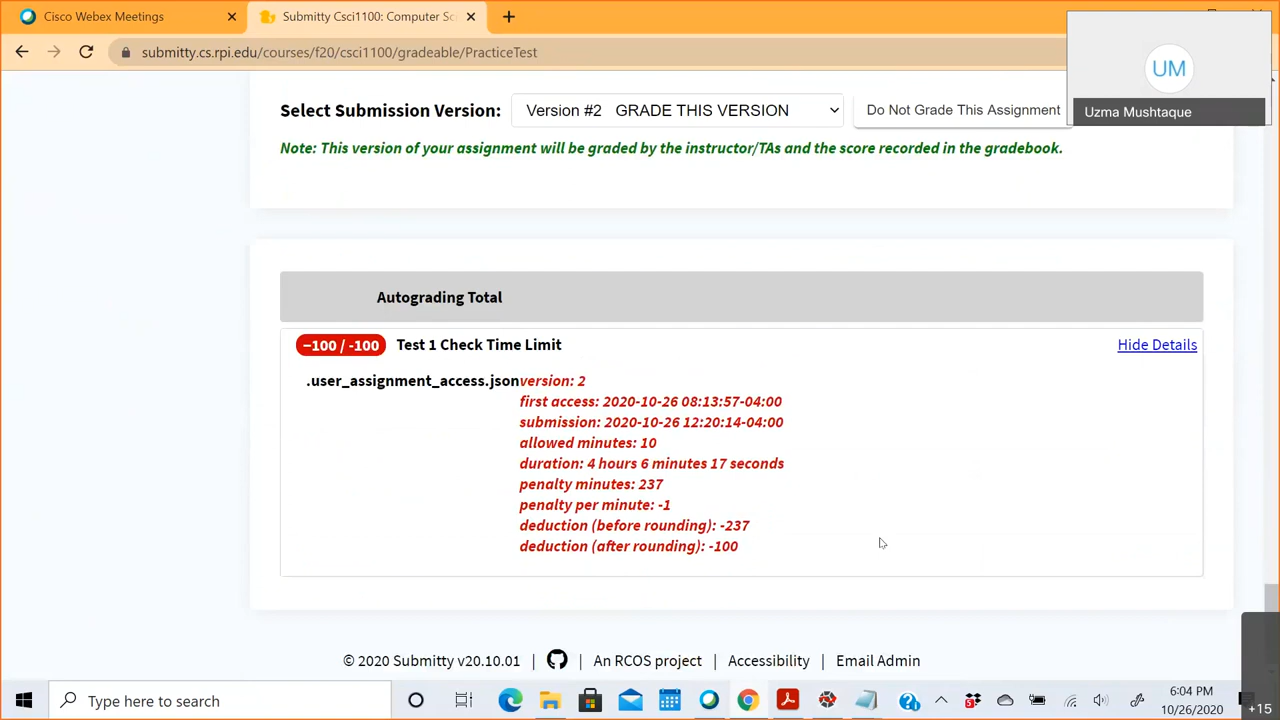 Cisco Webex Meetings
Submitty Csci1100: Computer Sc
submitty.cs.rpi.edu/courses/f20/csci1100/gradeable/PracticeTest
UM
Uzma Mushtaque
Select Submission Version: Version #2 GRADE THIS VERSION Do Not Grade This Assignment
Note: This version of your assignment will be graded by the instructor/TAs and the score recorded in the gradebook.
Autograding Total
−100 / -100 Test 1 Check Time Limit Hide Details
.user_assignment_access.json version: 2
first access: 2020-10-26 08:13:57-04:00
submission: 2020-10-26 12:20:14-04:00
allowed minutes: 10
duration: 4 hours 6 minutes 17 seconds
penalty minutes: 237
penalty per minute: -1
deduction (before rounding): -237
deduction (after rounding): -100
© 2020 Submitty v20.10.01 | | An RCOS project | Accessibility | Email Admin
Type here to search
6:04 PM
10/26/2020
+15